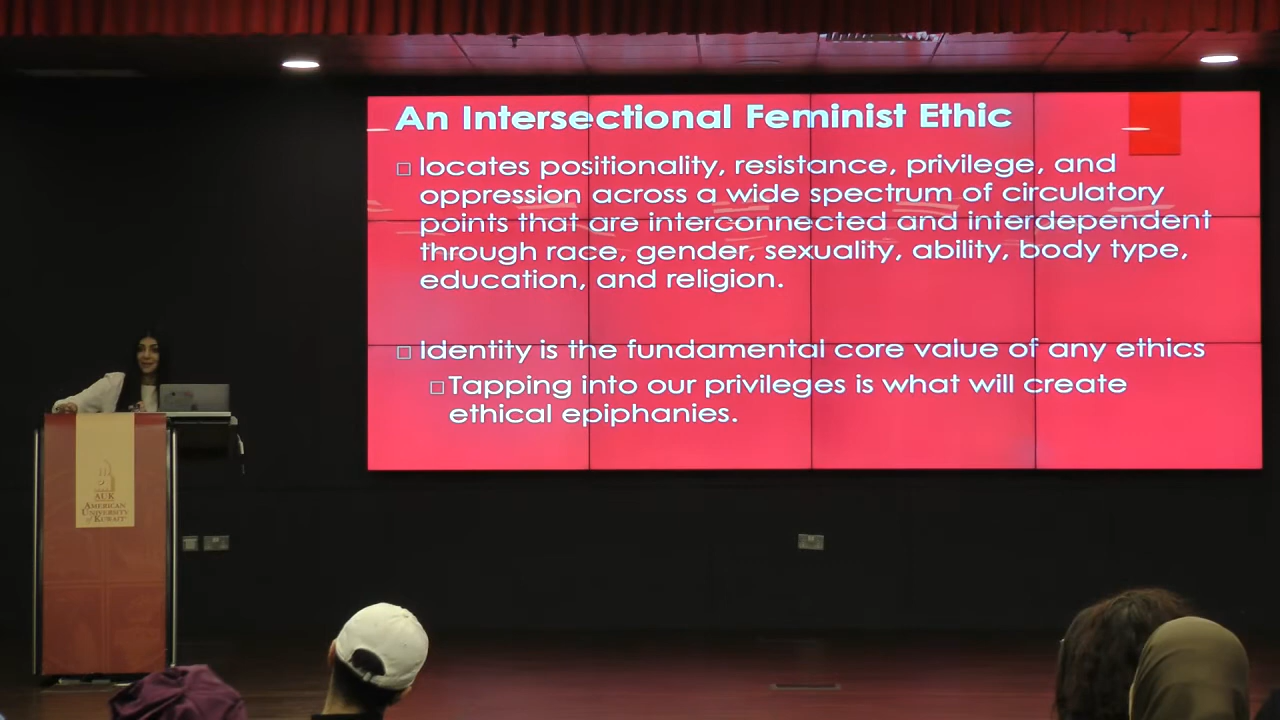 An Intersectional Feminist Ethic
locates positionality, resistance, privilege, and
oppression across a wide spectrum of circulatory
points that are interconnected and interdependent
through race, gender, sexuality, ability, body type,
education, and religion.
Identity is the fundamental core value of any ethics
Tapping into our privileges is what will create
ethical epiphanies.
AUK
AMERICAN
UNIVERSITY
of KUWAIT